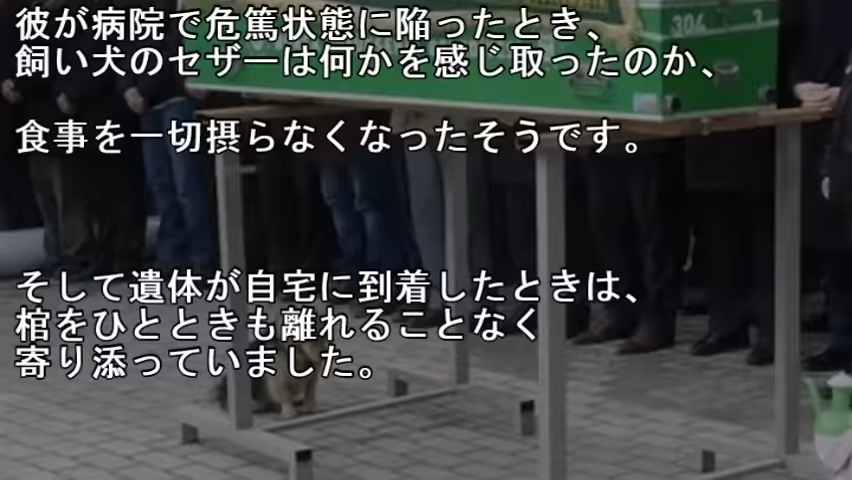 彼が病院で危篤状態に陥ったとき、
304
飼い犬のセザーは何かを感じ取ったのか、
食事を一切摂らなくなったそうです。
そして遺体が自宅に到着したときは、
棺をひとときも離れることなく
寄り添っていました。